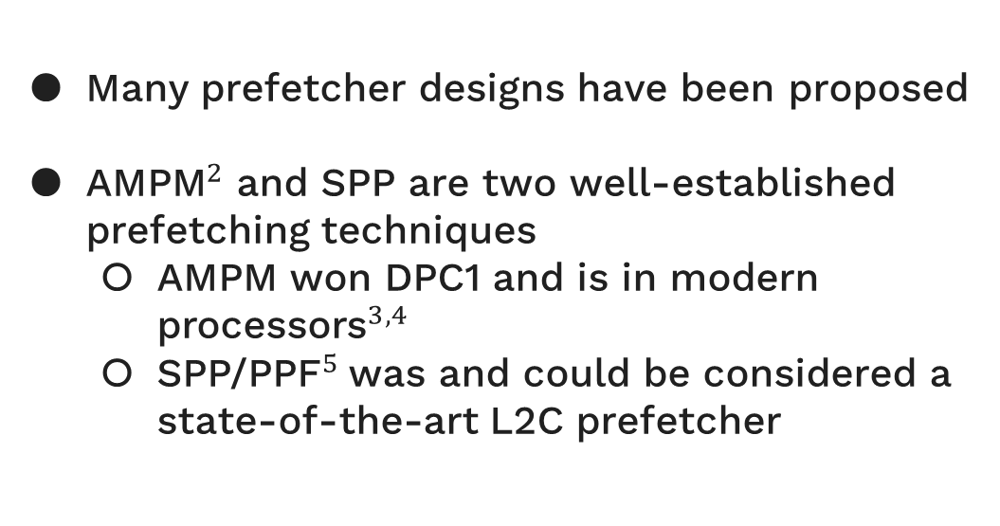 ● Many prefetcher designs have been proposed
● AMPM² and SPP are two well-established
prefetching techniques
○ AMPM won DPC1 and is in modern
processors³,⁴
○ SPP/PPF⁵ was and could be considered a
state-of-the-art L2C prefetcher